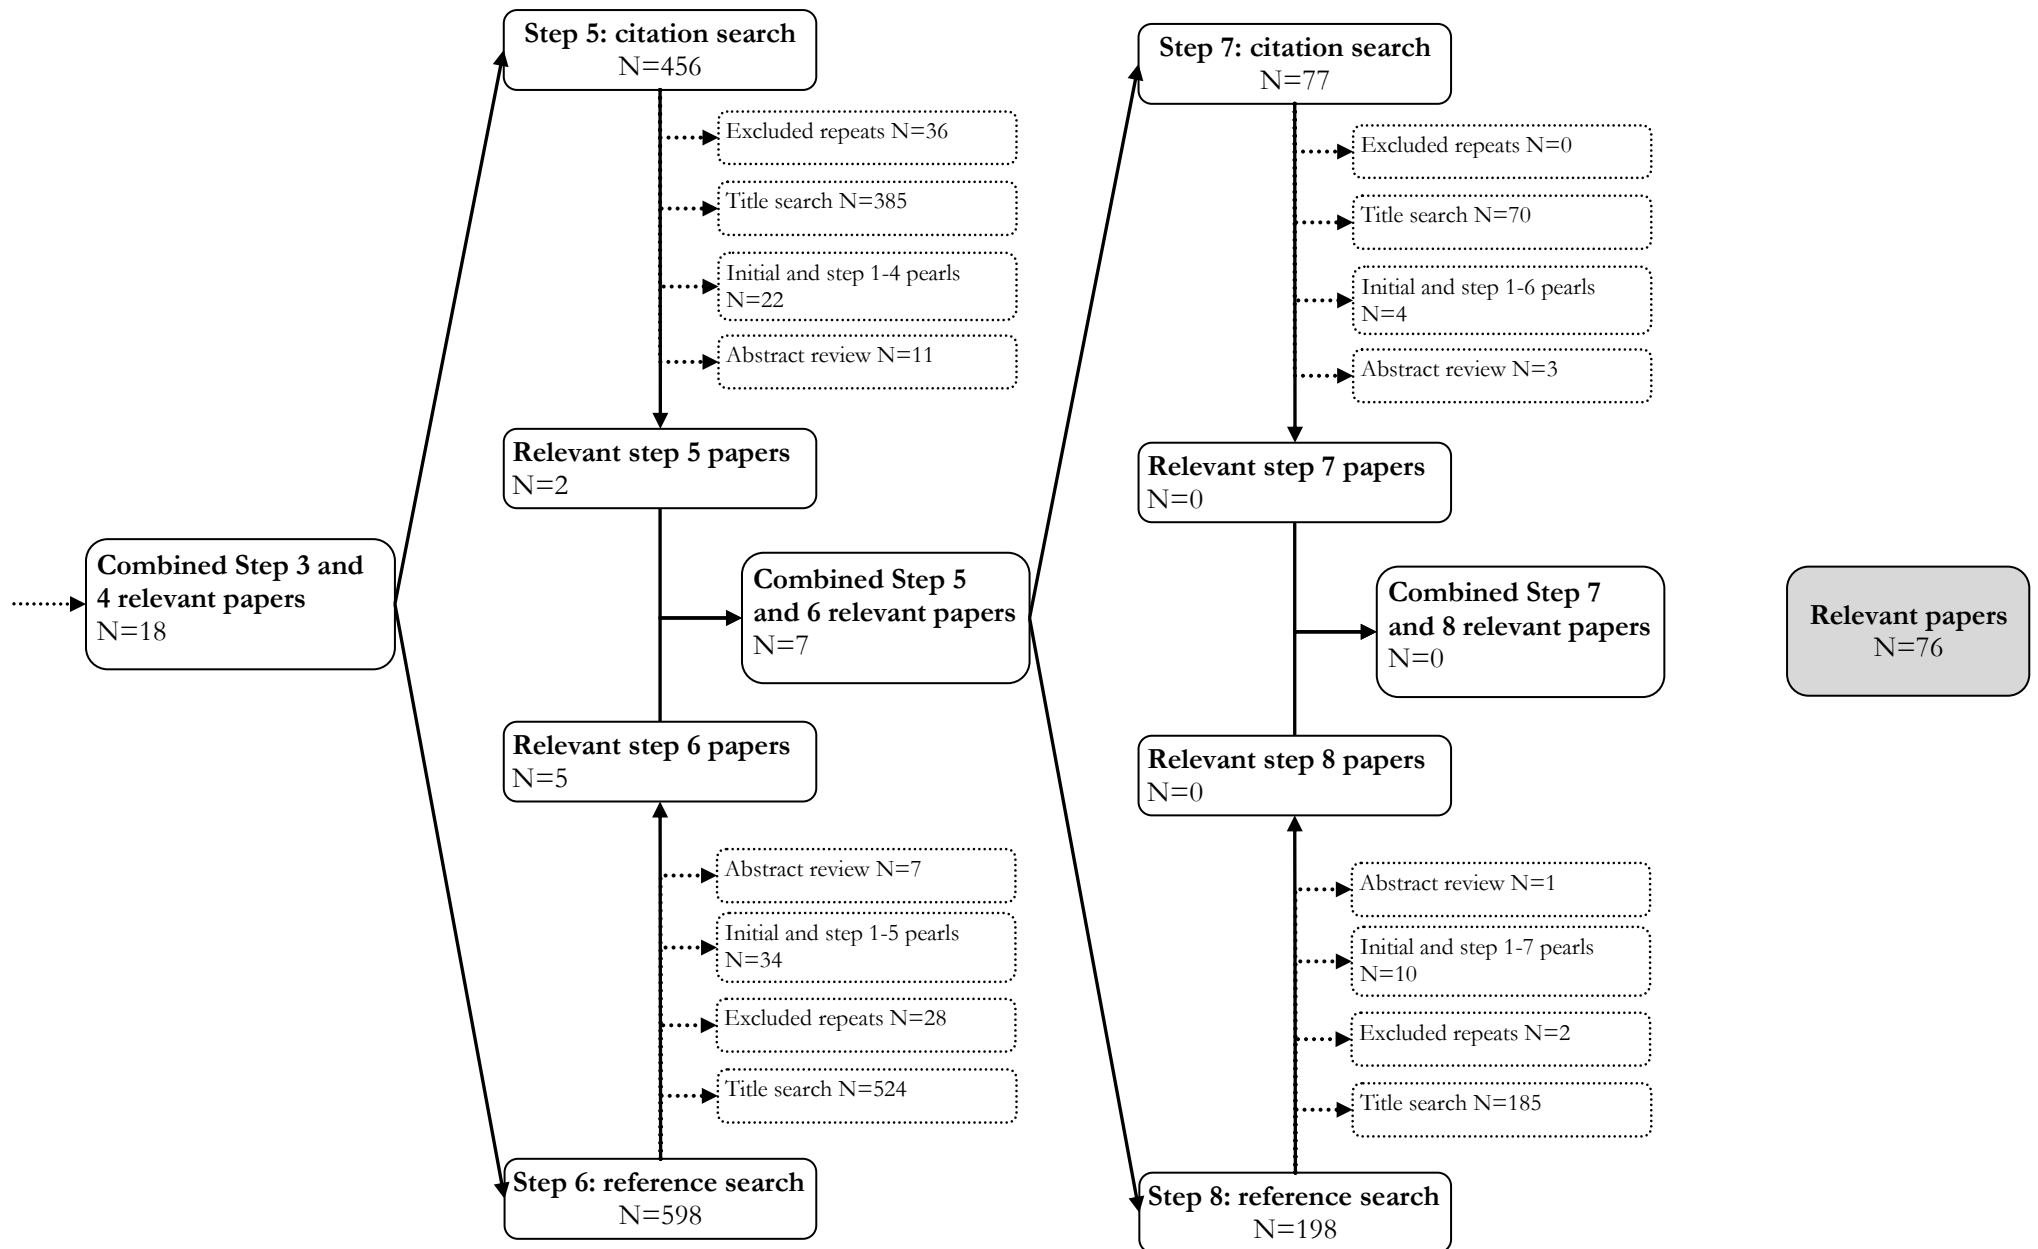 Combined Step 3 and
4 relevant papers
N=18
Step 5: citation search
N=456
Excluded repeats N=36
Title search N=385
Initial and step 1-4 pearls
N=22
Abstract review N=11
Relevant step 5 papers
N=2
Combined Step 5
and 6 relevant papers
N=7
Relevant step 6 papers
N=5
Abstract review N=7
Initial and step 1-5 pearls
N=34
Excluded repeats N=28
Title search N=524
Step 6: reference search
N=598
Step 7: citation search
N=77
Excluded repeats N=0
Title search N=70
Initial and step 1-6 pearls
N=4
Abstract review N=3
Relevant step 7 papers
N=0
Combined Step 7
and 8 relevant papers
N=0
Relevant step 8 papers
N=0
Abstract review N=1
Initial and step 1-7 pearls
N=10
Excluded repeats N=2
Title search N=185
Step 8: reference search
N=198
Relevant papers
N=76